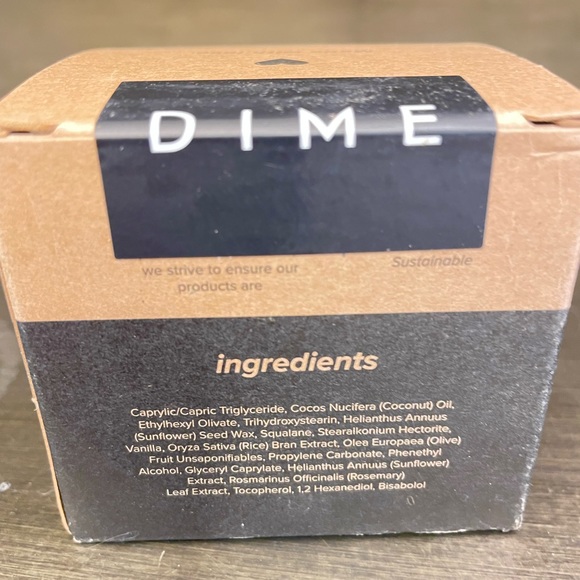 DIME
we strive to ensure our
products are
Sustainable
ingredients
Caprylic/Capric Triglyceride, Cocos Nucifera (Coconut) Oil,
Ethylhexyl Olivate, Trihydroxystearin, Helianthus Annuus
(Sunflower) Seed Wax, Squalane, Stearalkonium Hectorite,
Vanilla, Oryza Sativa (Rice) Bran Extract, Olea Europaea (Olive)
Fruit Unsaponifiables, Propylene Carbonate, Phenethyl
Alcohol, Glyceryl Caprylate, Helianthus Annuus (Sunflower)
Extract, Rosmarinus Officinalis (Rosemary)
Leaf Extract, Tocopherol, 1,2 Hexanediol, Bisabolol